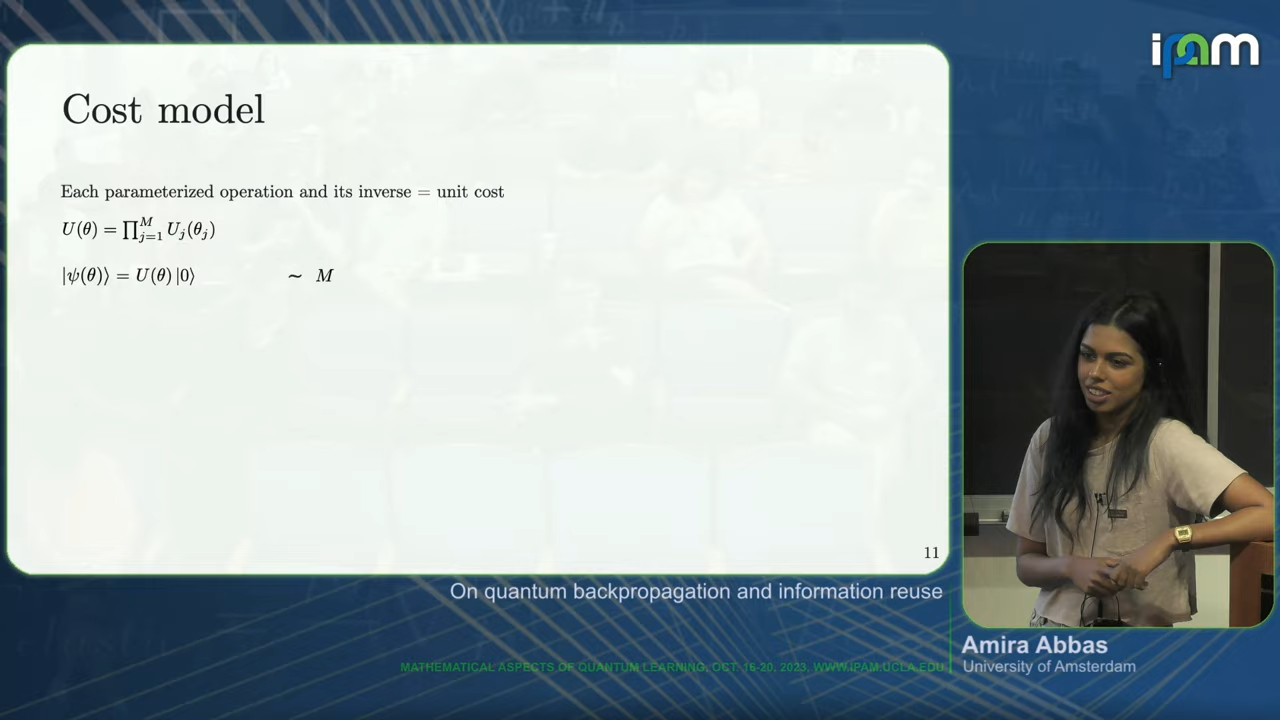 ipam
Cost model
Each parameterized operation and its inverse = unit cost
U(θ) = ∏_{j=1}^{M} U_j(θ_j)
|ψ(θ)⟩ = U(θ)|0⟩ ∼ M
11
On quantum backpropagation and information reuse
Amira Abbas
University of Amsterdam
MATHEMATICAL ASPECTS OF QUANTUM LEARNING, OCT. 16-20, 2023, WWW.IPAM.UCLA.EDU